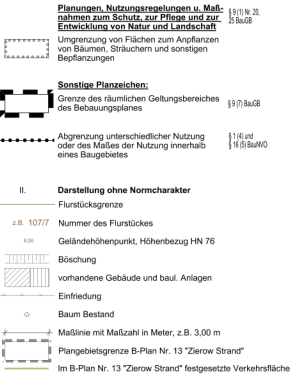 Planungen, Nutzungsregelungen u. Maß-
nahmen zum Schutz, zur Pflege und zur
Entwicklung von Natur und Landschaft
§ 9 (1) Nr. 20,
25 BauGB
Umgrenzung von Flächen zum Anpflanzen
von Bäumen, Sträuchern und sonstigen
Bepflanzungen
Sonstige Planzeichen:
Grenze des räumlichen Geltungsbereiches
des Bebauungsplanes
§ 9 (7) BauGB
Abgrenzung unterschiedlicher Nutzung
oder des Maßes der Nutzung innerhalb
eines Baugebietes
§ 1 (4) und
§ 16 (5) BauNVO
II. Darstellung ohne Normcharakter
Flurstücksgrenze
z.B. 107/7 Nummer des Flurstückes
6.50 Geländehöhenpunkt, Höhenbezug HN 76
Böschung
vorhandene Gebäude und baul. Anlagen
Einfriedung
Baum Bestand
Maßlinie mit Maßzahl in Meter, z.B. 3,00 m
Plangebietsgrenze B-Plan Nr. 13 "Zierow Strand"
Im B-Plan Nr. 13 "Zierow Strand" festgesetzte Verkehrsfläche